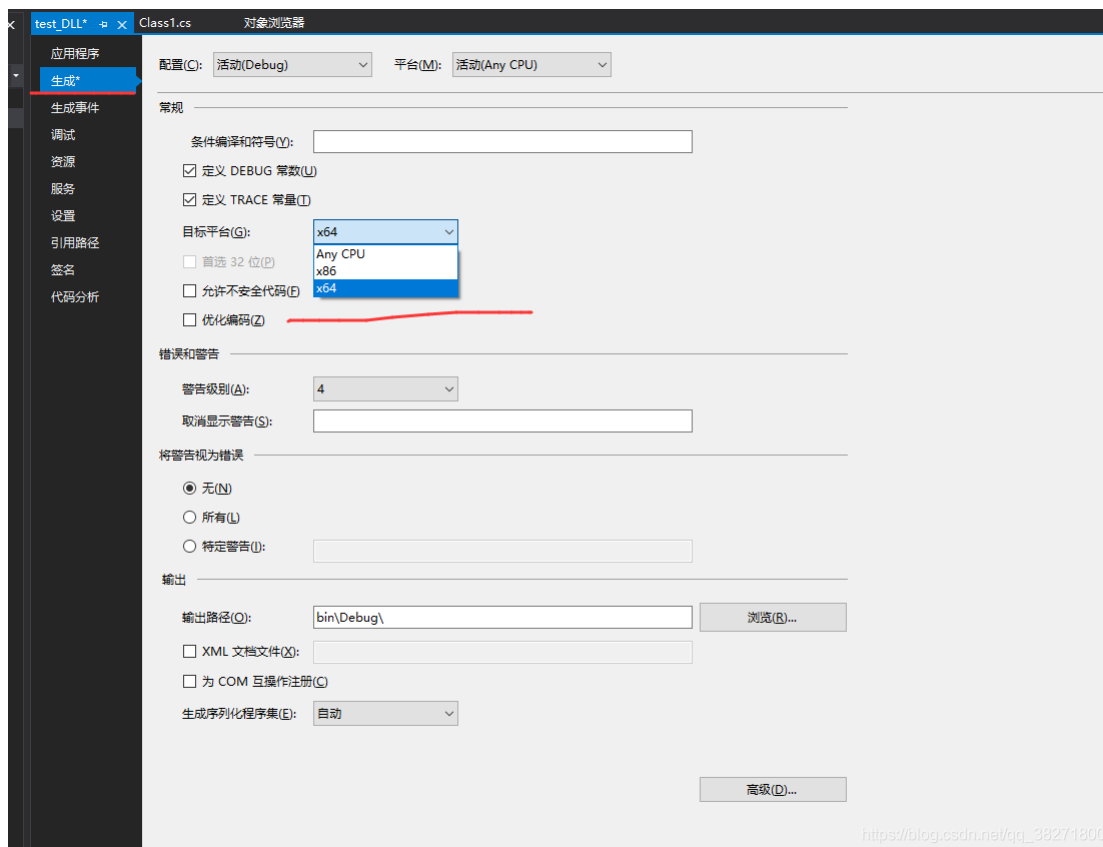 test_DLL* Class1.cs 对象浏览器
应用程序
生成*
生成事件
调试
资源
服务
设置
引用路径
签名
代码分析
配置(C): 活动(Debug) 平台(M): 活动(Any CPU)
常规
条件编译和符号(Y):
定义 DEBUG 常数(U)
定义 TRACE 常量(T)
目标平台(G): x64
Any CPU
x86
x64
首选 32 位(P)
允许不安全代码(F)
优化编码(Z)
错误和警告
警告级别(A): 4
取消显示警告(S):
将警告视为错误
无(N)
所有(L)
特定警告(I):
输出
输出路径(O): bin\Debug\ 浏览(R)...
XML 文档文件(X):
为 COM 互操作注册(C)
生成序列化程序集(E): 自动
高级(D)...
https://blog.csdn.net/qq_38271800